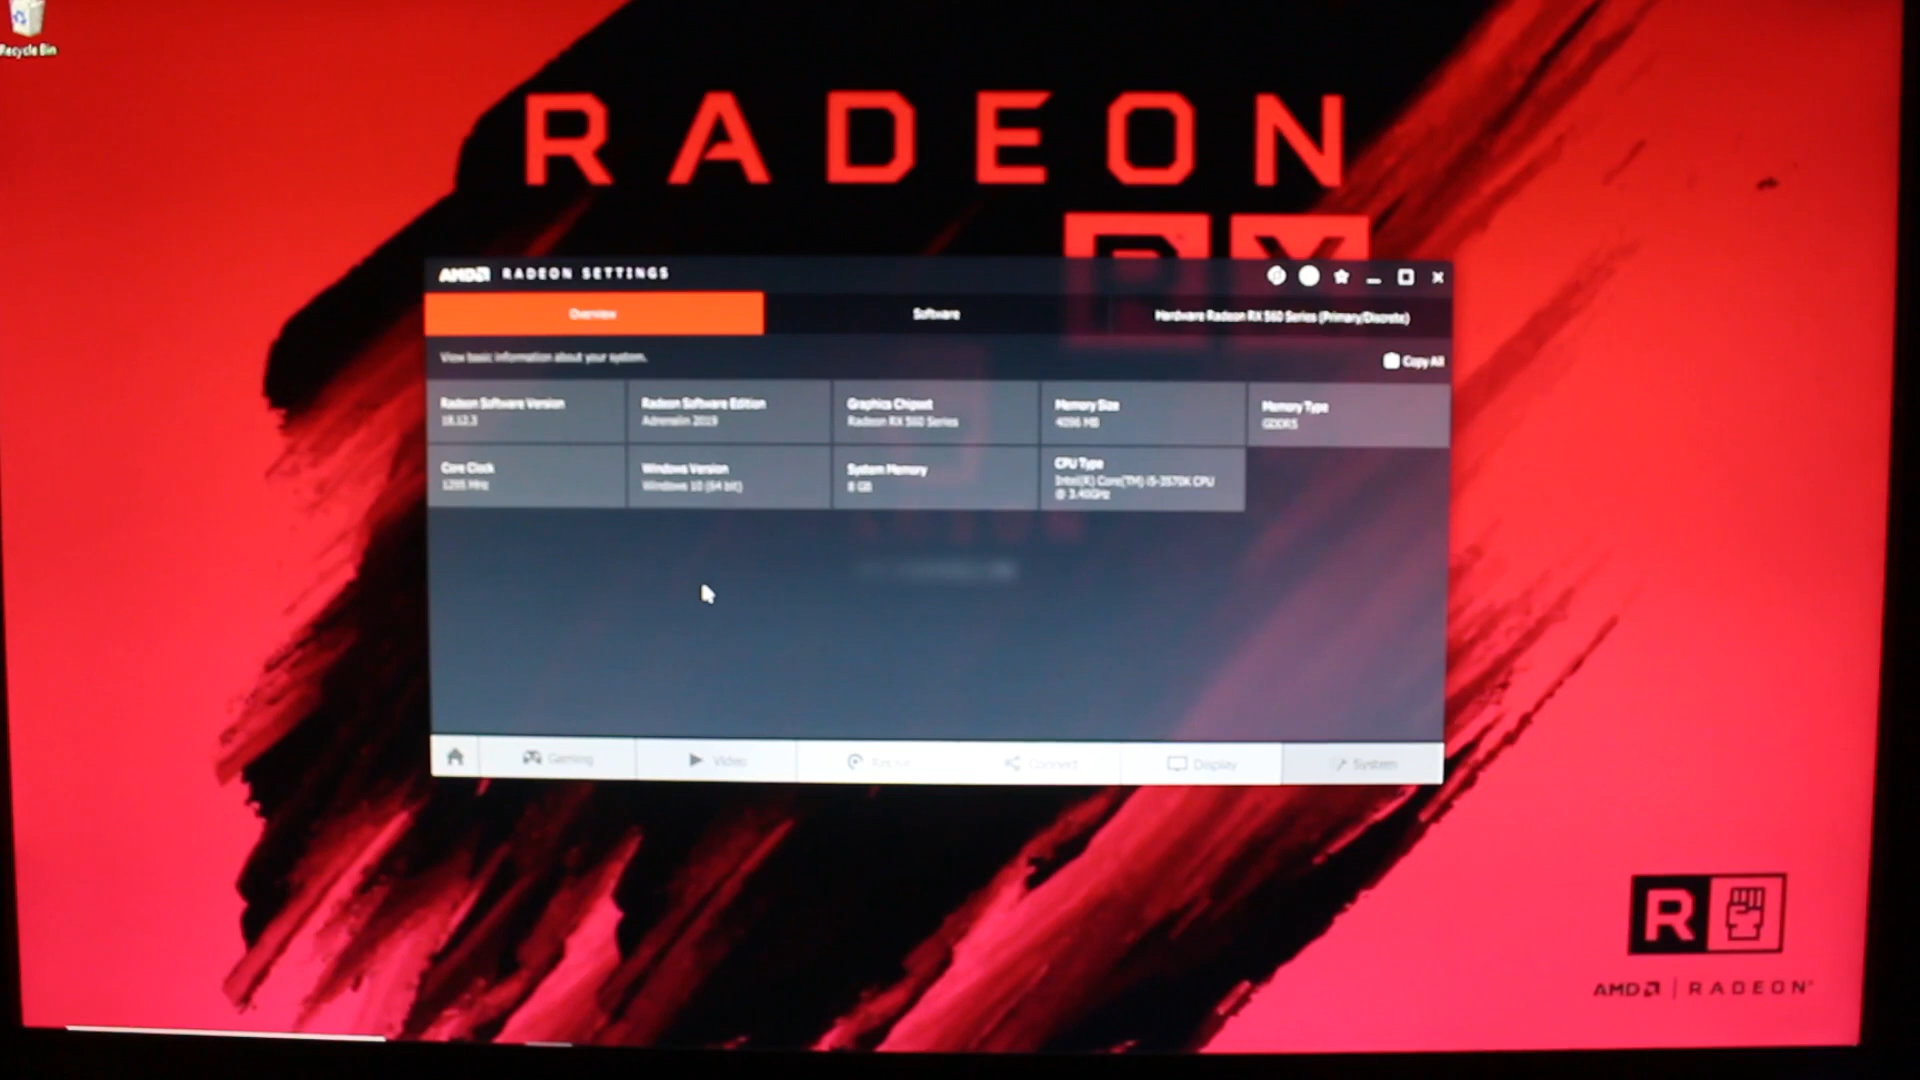 Recycle Bin
RADEON
RX
AMD RADEON SETTINGS
Overview
Software
Hardware Radeon RX 560 Series (Primary/Discrete)
View basic information about your system.
Copy All
Radeon Software Version
18.12.3
Radeon Software Edition
Adrenalin 2019
Graphics Chipset
Radeon RX 560 Series
Memory Size
4096 MB
Memory Type
GDDR5
Core Clock
Windows Version
Windows 10 (64 bit)
System Memory
8 GB
CPU Type
Intel(R) Core(TM) i5-3570K CPU
@ 3.40GHz
Gaming
Video
ReLive
Connect
Display
System
R
AMD | RADEON